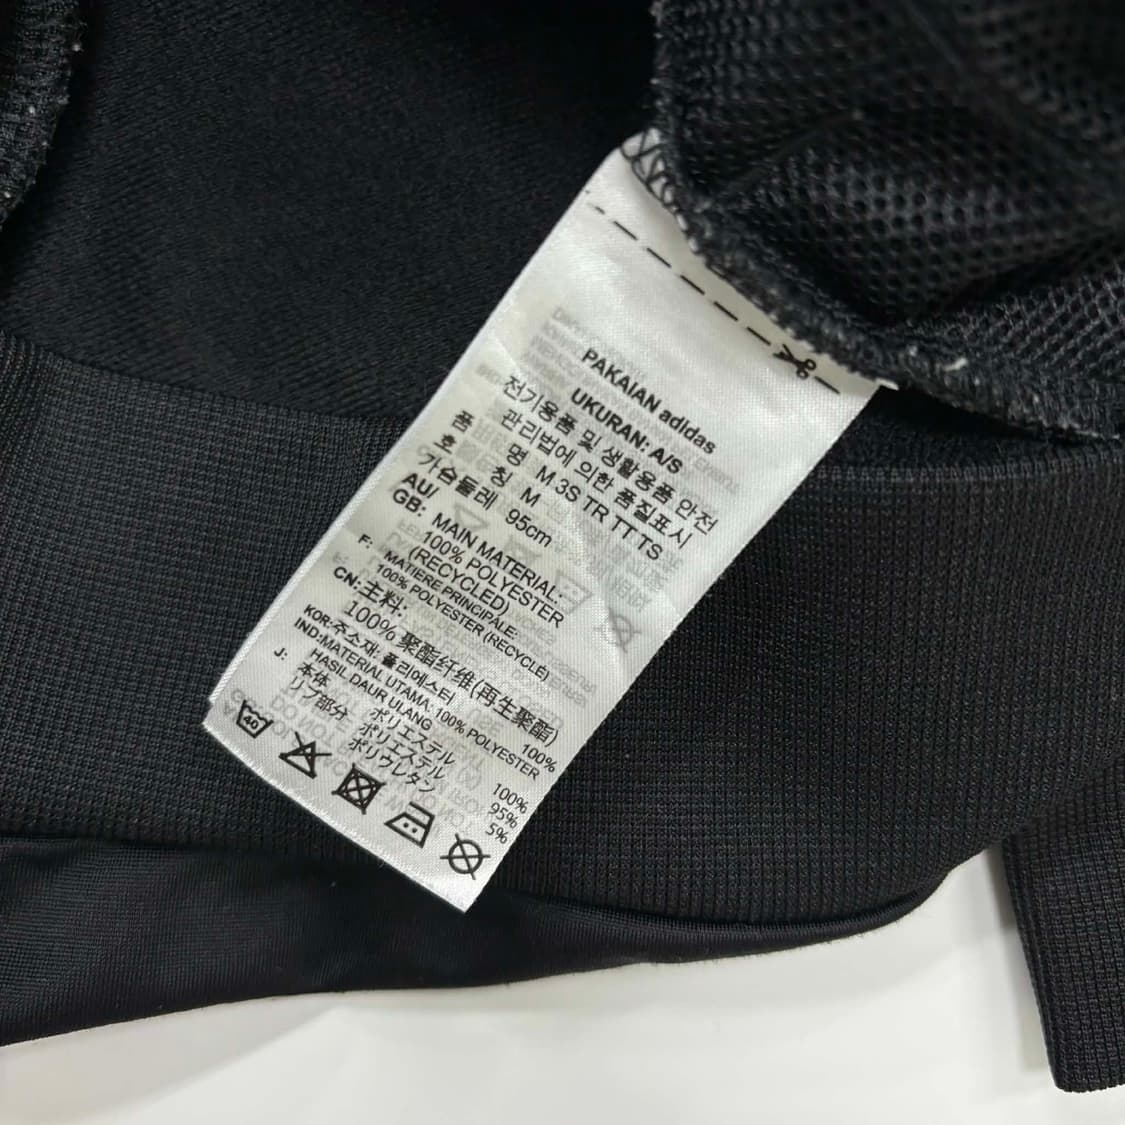 PAKAIAN adidas
UKURAN: A/S
전기용품 및 생활용품 안전
관리법에 의한 품질표시
품 명 M 3S TR TT TS
호 칭 M
가슴둘레 95cm
AU/
GB: MAIN MATERIAL:
100% POLYESTER
(RECYCLED)
F: MATIERE PRINCIPALE:
100% POLYESTER (RECYCLÉ)
CN:主料:
100% 聚酯纤维(再生聚酯)
KOR:주소재: 폴리에스터 100%
IND:MATERIAL UTAMA: 100% POLYESTER
HASIL DAUR ULANG
J: 本体 ポリエステル 100%
リブ部分 ポリエステル 95%
ポリウレタン 5%
40